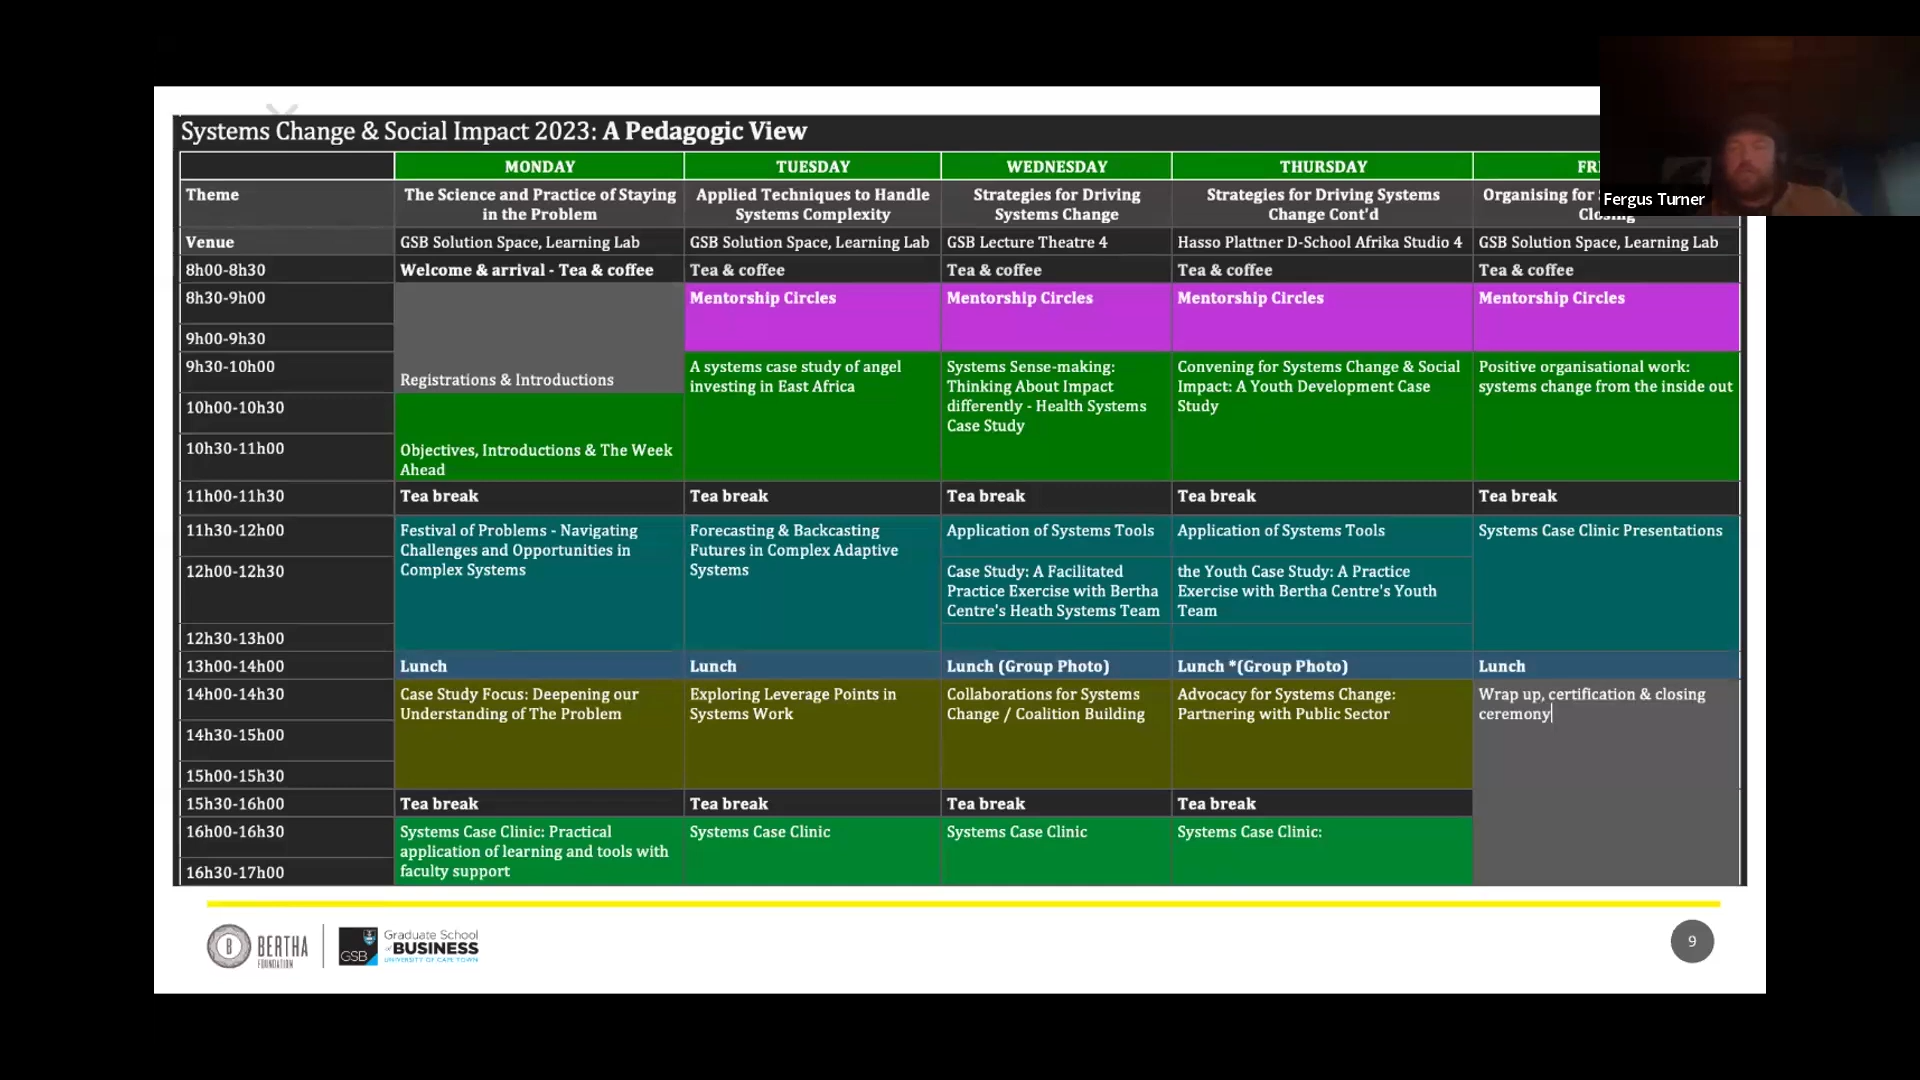 Systems Change & Social Impact 2023: A Pedagogic View
MONDAY TUESDAY WEDNESDAY THURSDAY
Theme
The Science and Practice of Staying
in the Problem
Applied Techniques to Handle
Systems Complexity
Strategies for Driving
Systems Change
Strategies for Driving Systems
Change Cont'd
Organising for
Fergus Turner
Venue
GSB Solution Space, Learning Lab
GSB Solution Space, Learning Lab
GSB Lecture Theatre 4
Hasso Plattner D-School Afrika Studio 4
GSB Solution Space, Learning Lab
8h00-8h30
Welcome & arrival - Tea & coffee
Tea & coffee
Tea & coffee
Tea & coffee
Tea & coffee
8h30-9h00
Mentorship Circles
Mentorship Circles
Mentorship Circles
Mentorship Circles
9h00-9h30
9h30-10h00
Registrations & Introductions
A systems case study of angel
investing in East Africa
Systems Sense-making:
Thinking About Impact
differently - Health Systems
Case Study
Convening for Systems Change & Social
Impact: A Youth Development Case
Study
Positive organisational work:
systems change from the inside out
10h00-10h30
10h30-11h00
Objectives, Introductions & The Week
Ahead
11h00-11h30
Tea break
Tea break
Tea break
Tea break
Tea break
11h30-12h00
Festival of Problems - Navigating
Challenges and Opportunities in
Complex Systems
Forecasting & Backcasting
Futures in Complex Adaptive
Systems
Application of Systems Tools
Application of Systems Tools
Systems Case Clinic Presentations
12h00-12h30
Case Study: A Facilitated
Practice Exercise with Bertha
Centre's Heath Systems Team
the Youth Case Study: A Practice
Exercise with Bertha Centre's Youth
Team
12h30-13h00
13h00-14h00
Lunch
Lunch
Lunch (Group Photo)
Lunch *(Group Photo)
Lunch
14h00-14h30
Case Study Focus: Deepening our
Understanding of The Problem
Exploring Leverage Points in
Systems Work
Collaborations for Systems
Change / Coalition Building
Advocacy for Systems Change:
Partnering with Public Sector
Wrap up, certification & closing
ceremony
14h30-15h00
15h00-15h30
15h30-16h00
Tea break
Tea break
Tea break
Tea break
16h00-16h30
Systems Case Clinic: Practical
application of learning and tools with
faculty support
Systems Case Clinic
Systems Case Clinic
Systems Case Clinic:
16h30-17h00
B
BERTHA
FOUNDATION
GSB
Graduate School
of BUSINESS
UNIVERSITY OF CAPE TOWN
9